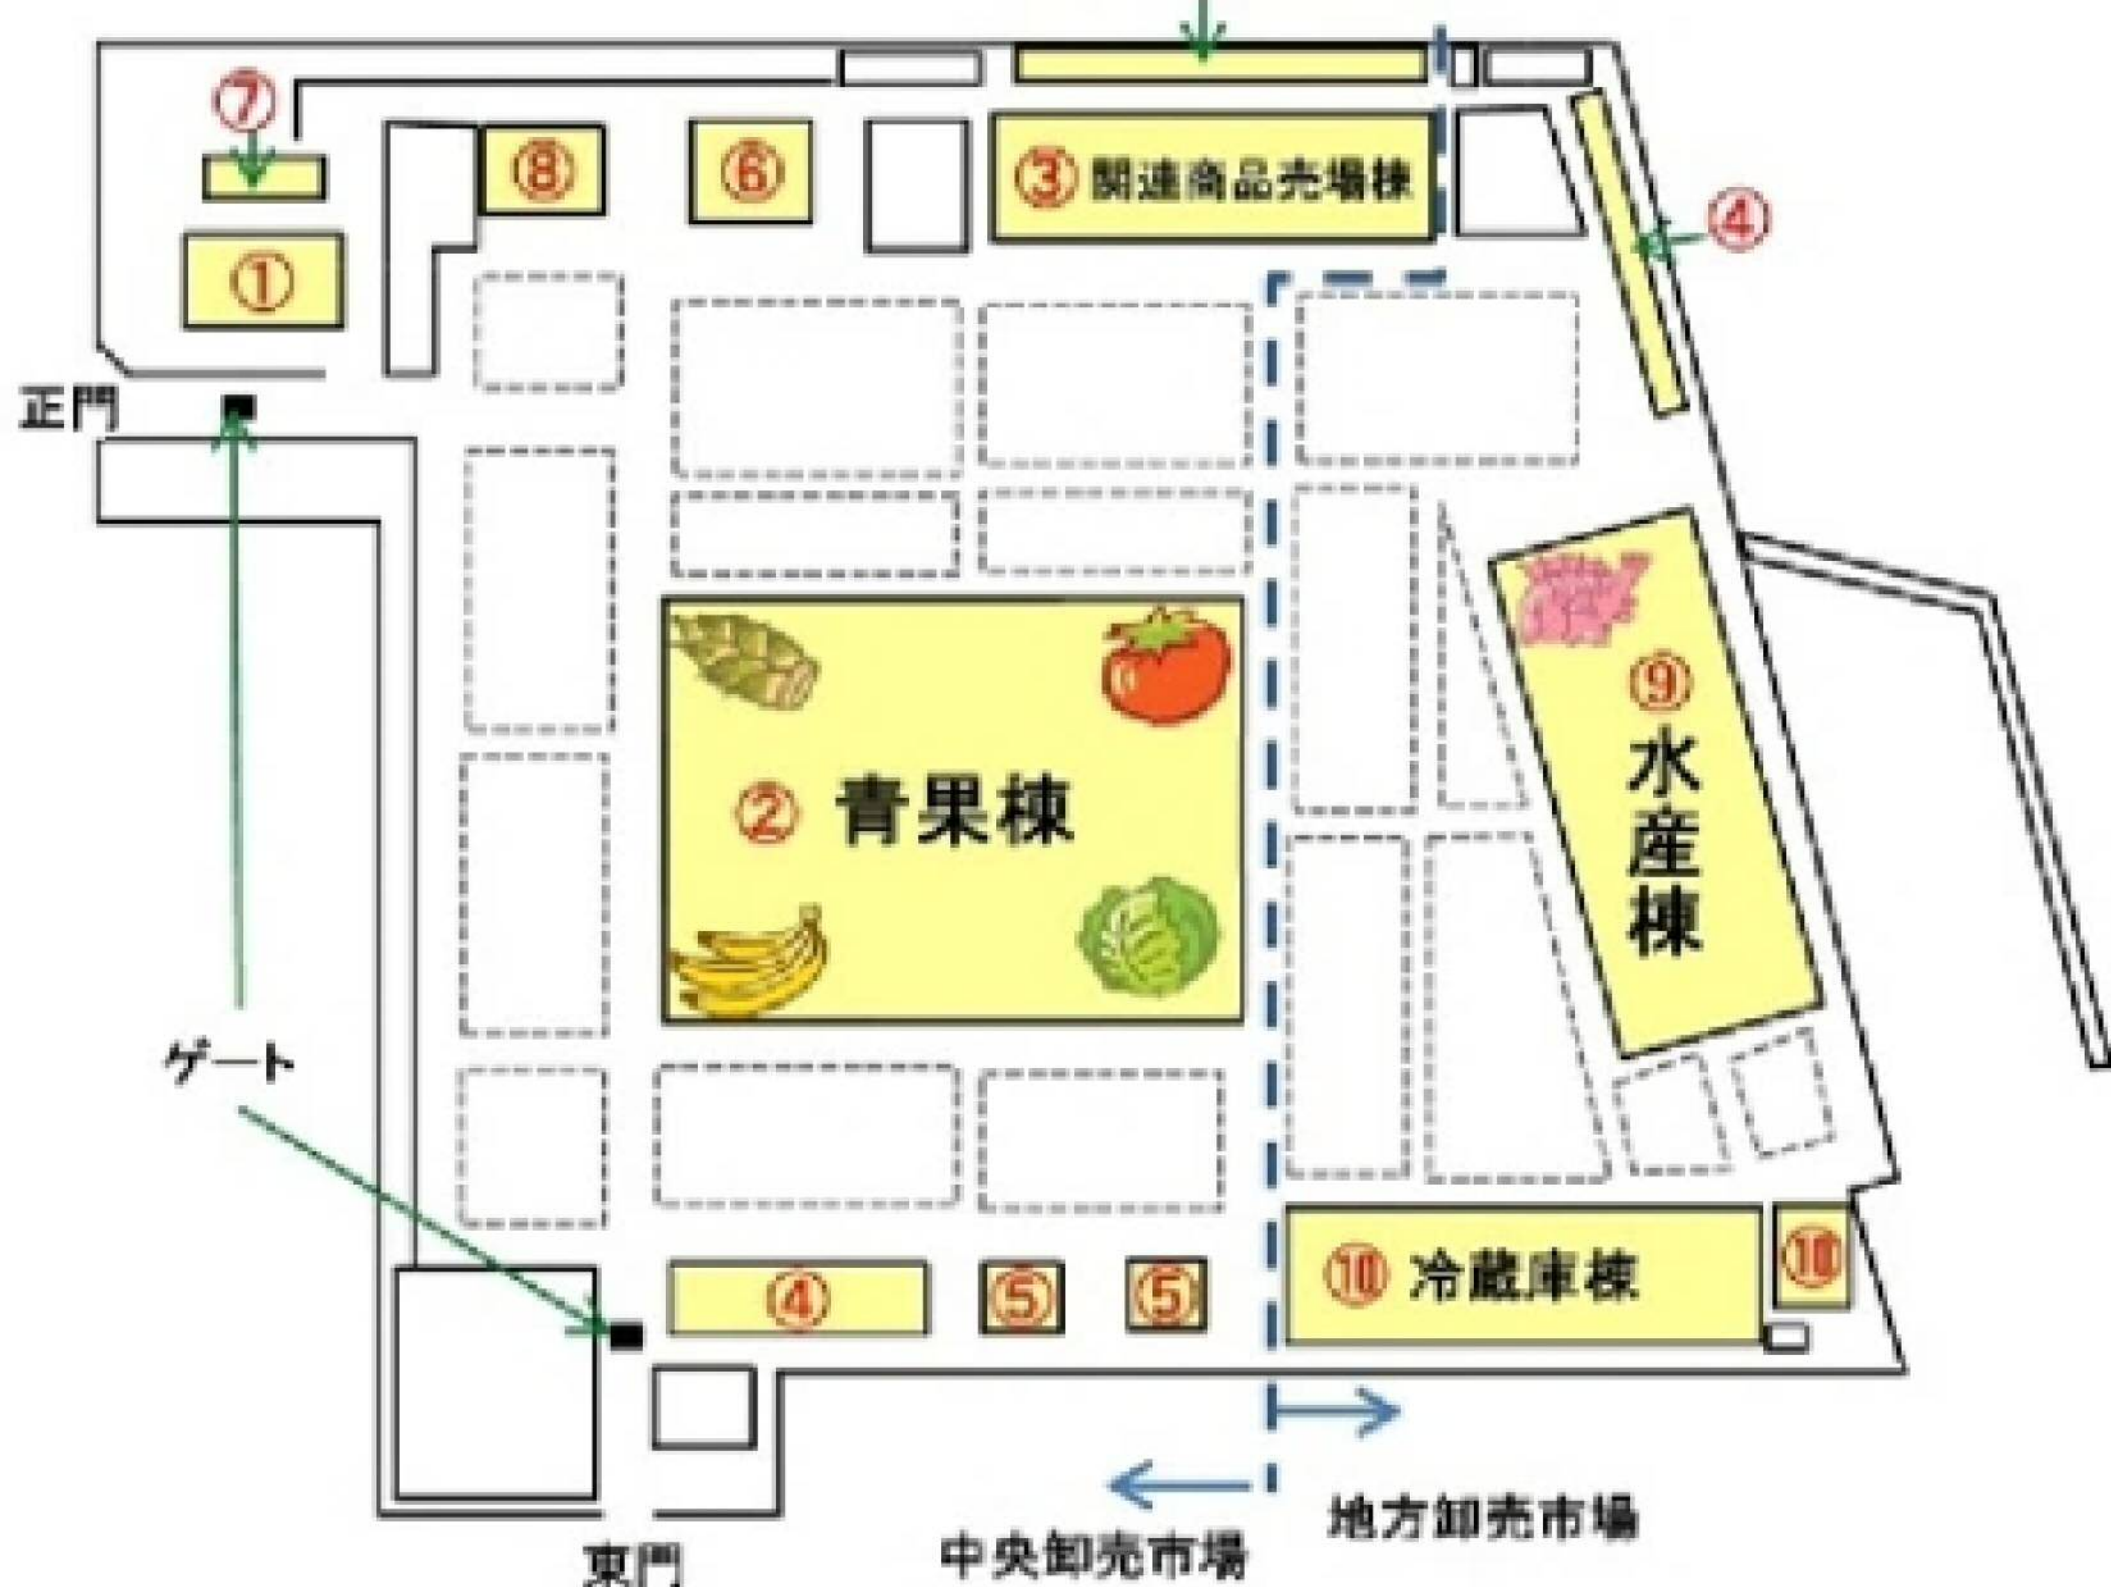 ⑦
⑧
⑥
③ 関連商品売場棟
④
①
正門
⑨
水産棟
② 青果棟
ゲート
④
⑤
⑤
⑩ 冷蔵庫棟
⑩
地方卸売市場
中央卸売市場
東門